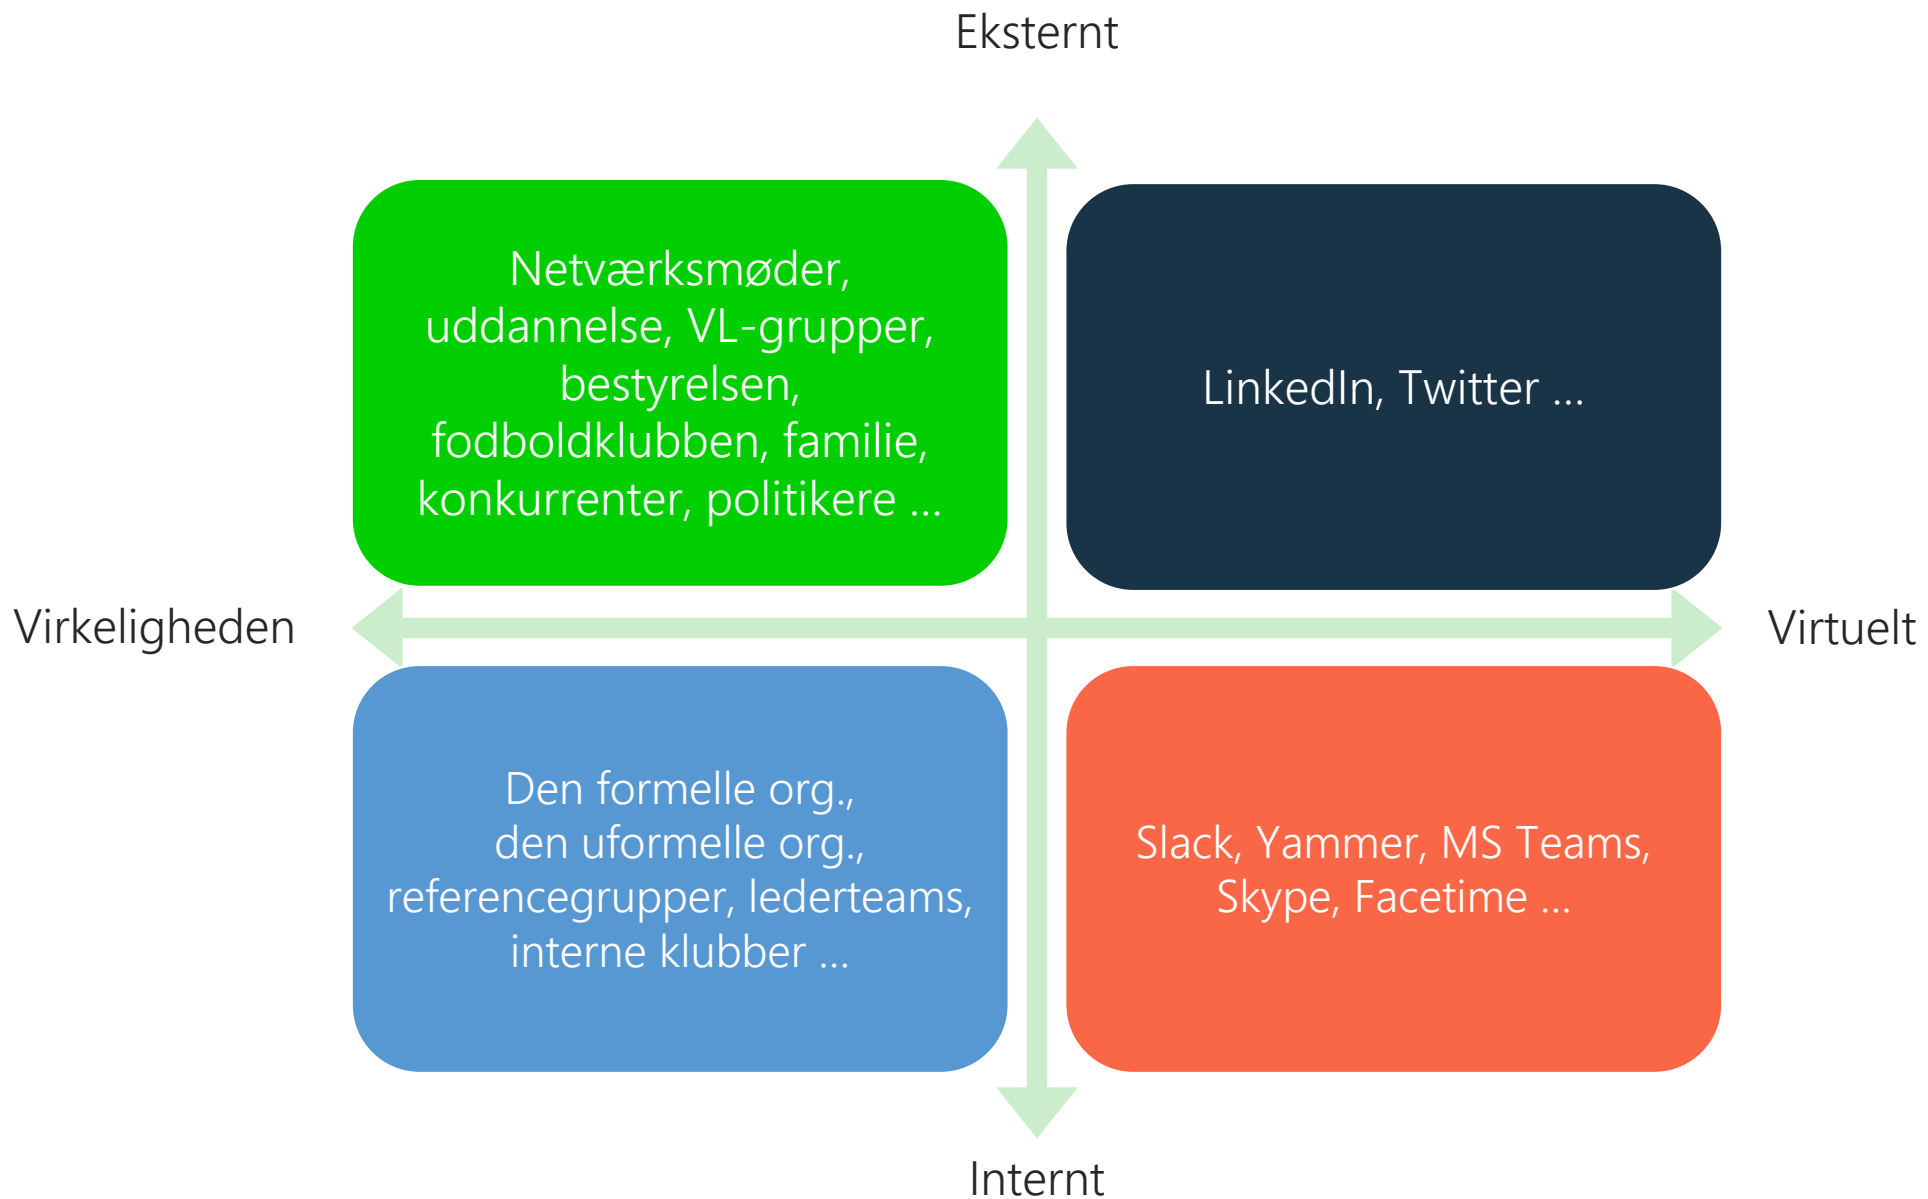 Eksternt
Netværksmøder,
uddannelse, VL-grupper,
bestyrelsen,
fodboldklubben, familie,
konkurrenter, politikere ...
LinkedIn, Twitter ...
Virkeligheden
Virtuelt
Den formelle org.,
den uformelle org.,
referencegrupper, lederteams,
interne klubber ...
Slack, Yammer, MS Teams,
Skype, Facetime ...
Internt